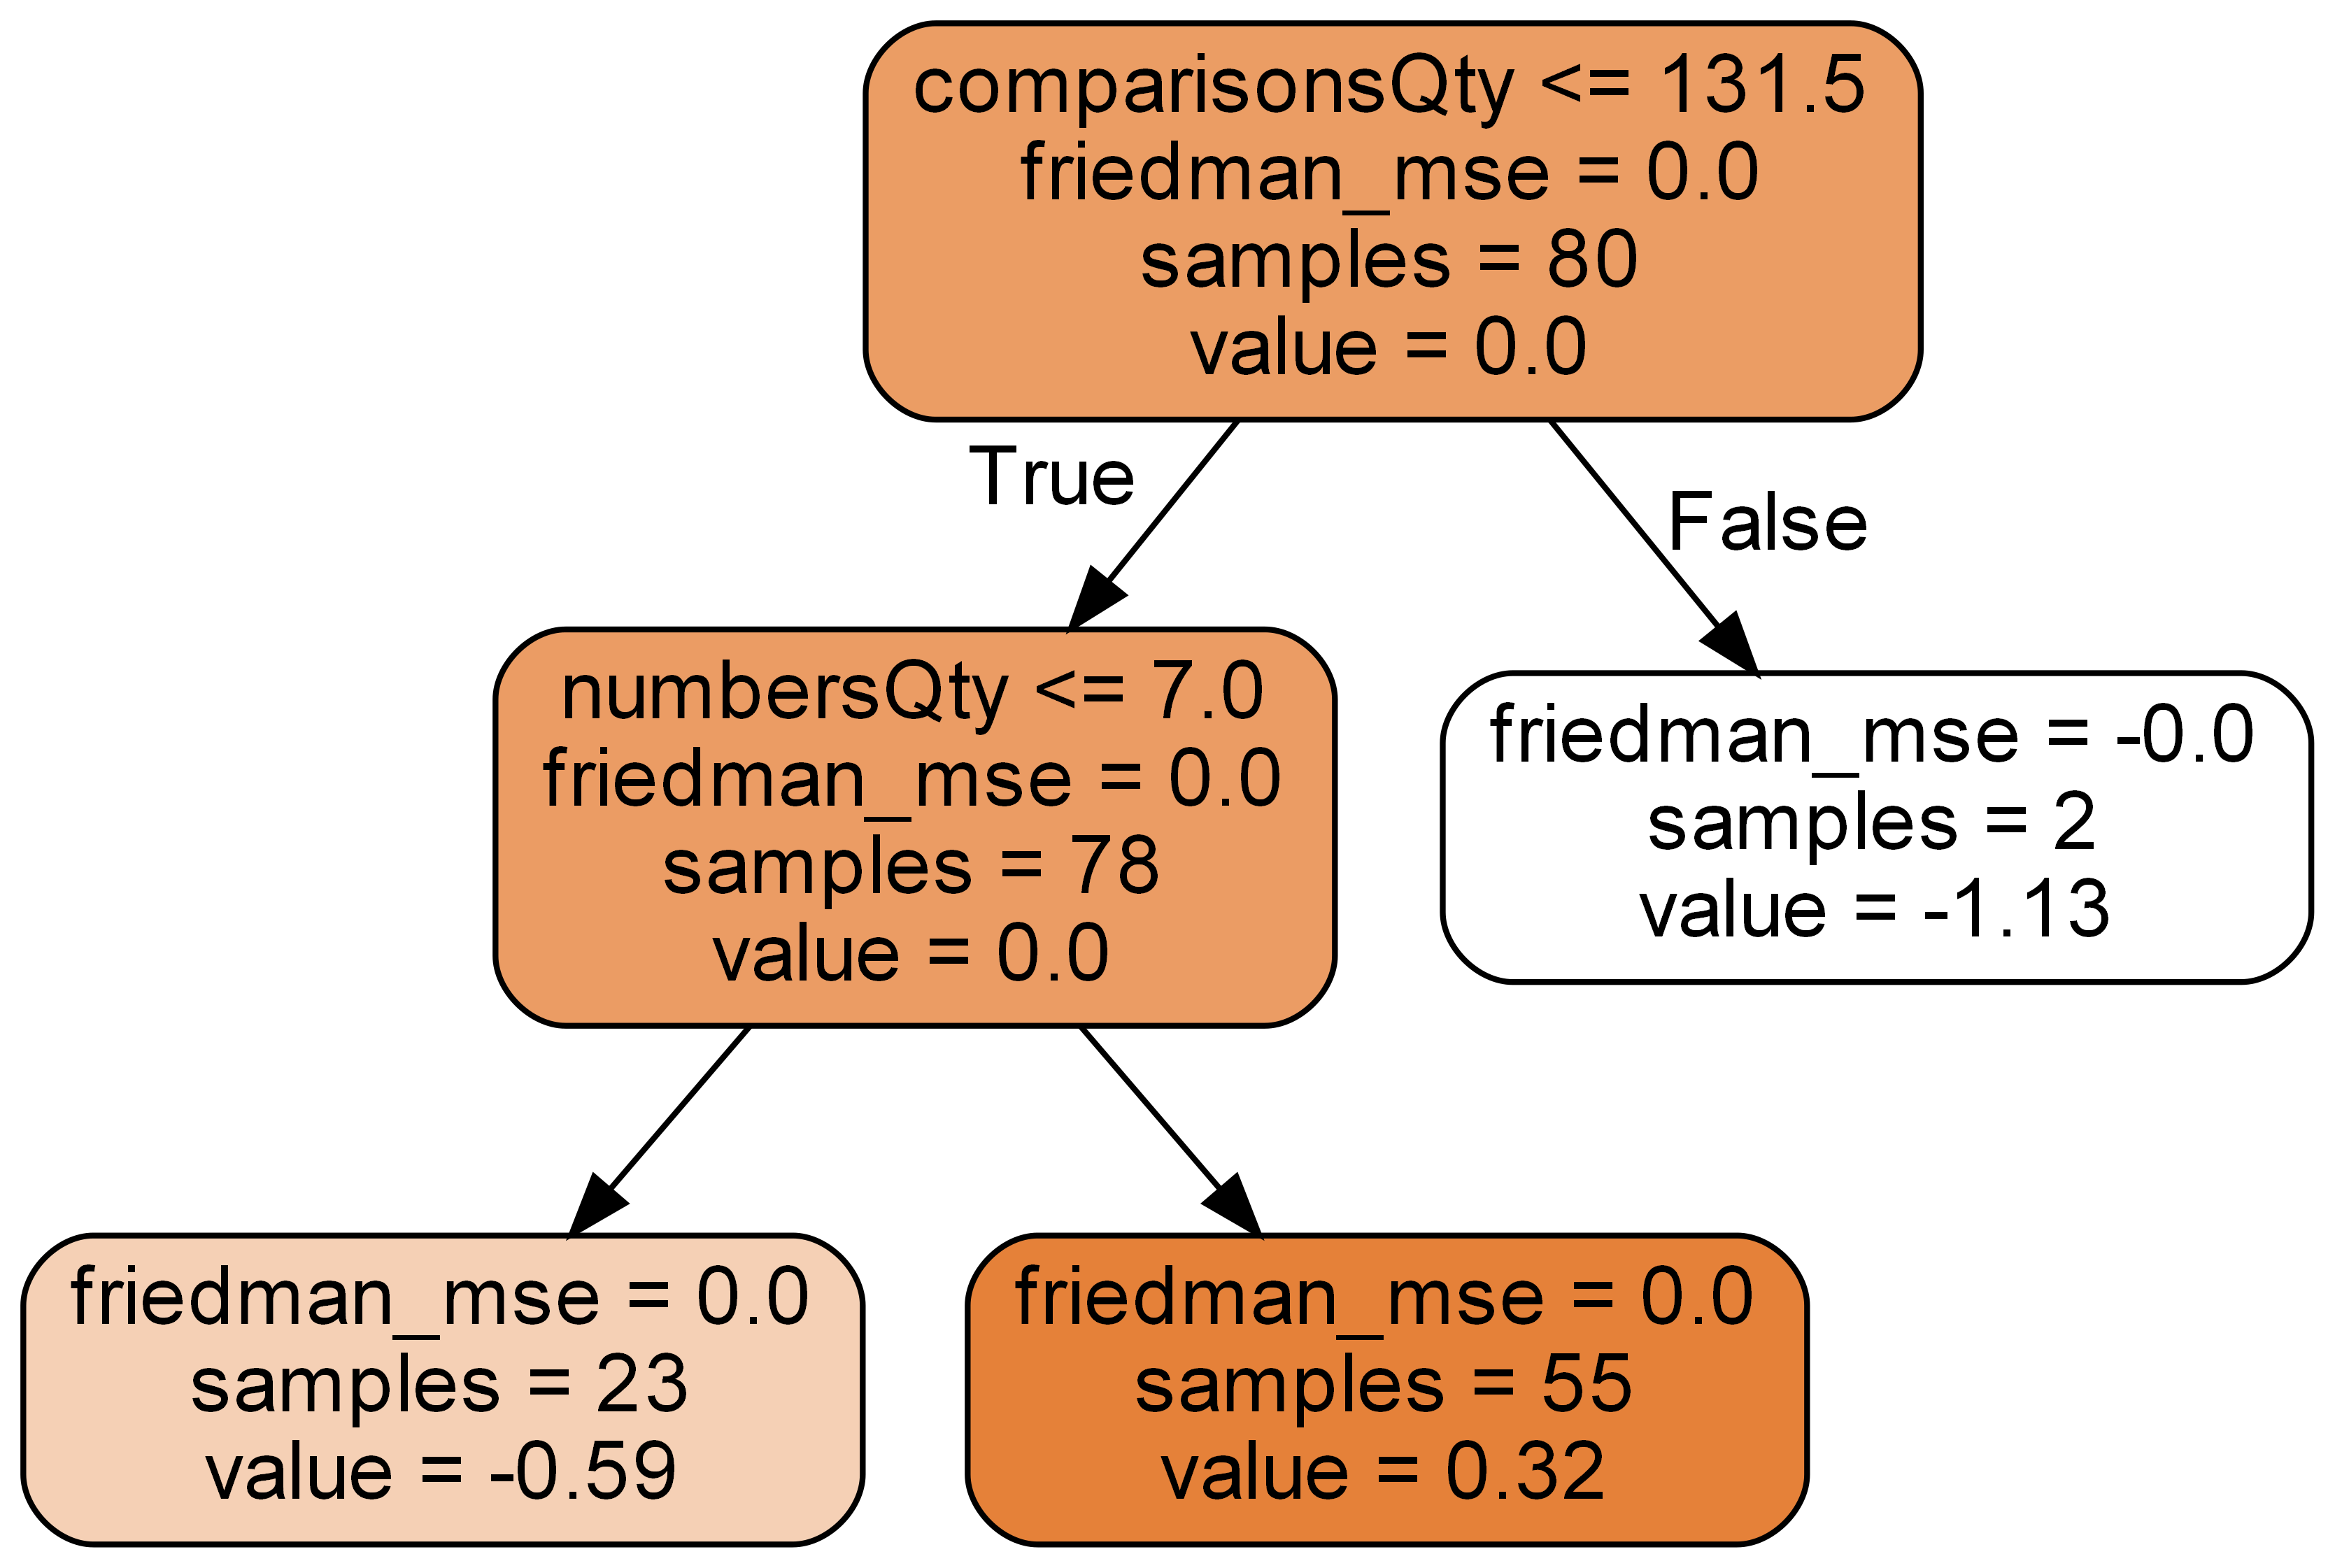 comparisonsQty <= 131.5
friedman_mse = 0.0
samples = 80
value = 0.0
True
False
numbersQty <= 7.0
friedman_mse = 0.0
samples = 78
value = 0.0
friedman_mse = -0.0
samples = 2
value = -1.13
friedman_mse = 0.0
samples = 23
value = -0.59
friedman_mse = 0.0
samples = 55
value = 0.32